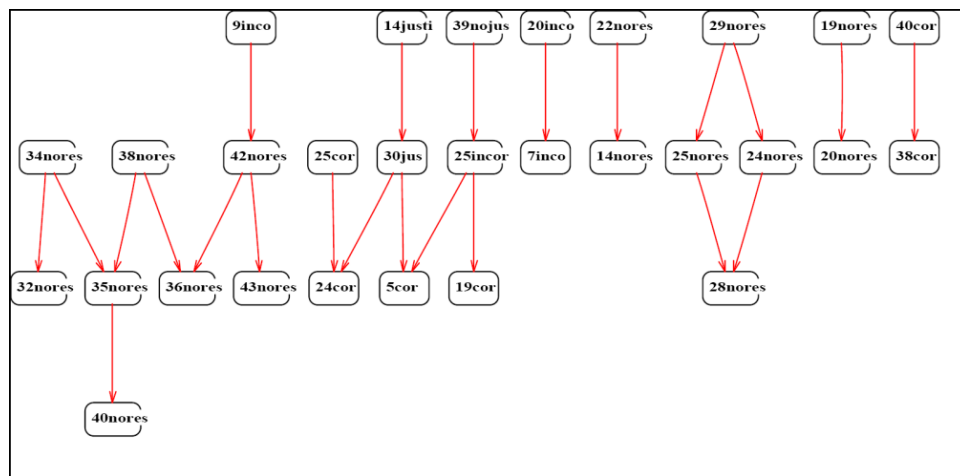 9inco 14justi 39nojus 20inco 22nores 29nores 19nores 40cor
34nores 38nores 42nores 25cor 30jus 25incor 7inco 14nores 25nores 24nores 20nores 38cor
32nores 35nores 36nores 43nores 24cor 5cor 19cor 28nores
40nores